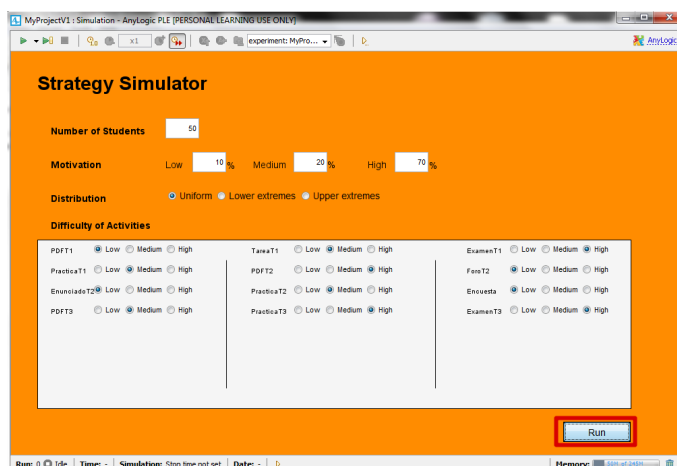 MyProjectV1 : Simulation - AnyLogic PLE [PERSONAL LEARNING USE ONLY]
x1 experiment: MyPro... AnyLogic
Strategy Simulator
Number of Students 50
Motivation Low 10 % Medium 20 % High 70 %
Distribution Uniform Lower extremes Upper extremes
Difficulty of Activities
PDFT1 Low Medium High TareaT1 Low Medium High ExamenT1 Low Medium High
PracticaT1 Low Medium High PDFT2 Low Medium High ForoT2 Low Medium High
EnunciadoT2 Low Medium High PracticaT2 Low Medium High Encuesta Low Medium High
PDFT3 Low Medium High PracticaT3 Low Medium High ExamenT3 Low Medium High
Run
Run: 0 Idle Time: - Simulation: Stop time not set Date: - Memory: